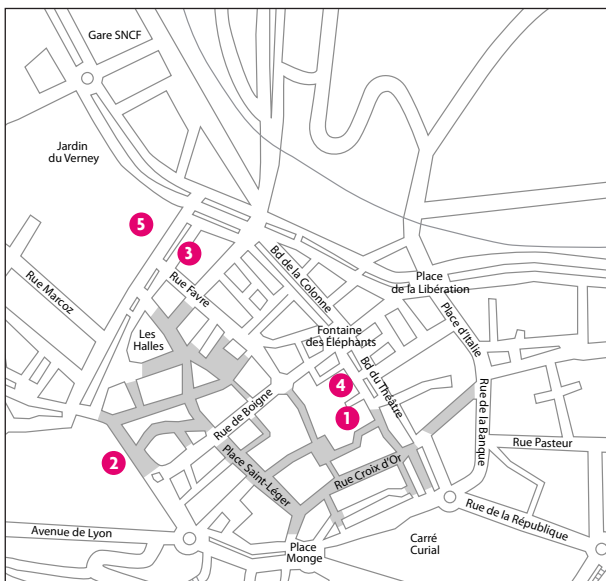 Gare SNCF
Jardin
du Verney
5
3
Rue Marcoz
Rue Favre
Bd de la Colonne
Place
de la Libération
Place d'Italie
Les
Halles
Fontaine
des Éléphants
Bd du Théâtre
4
1
Rue de Boigne
Rue de la Banque
Rue Pasteur
2
Place Saint-Léger
Rue Croix d'Or
Rue de la République
Avenue de Lyon
Place
Monge
Carré
Curial